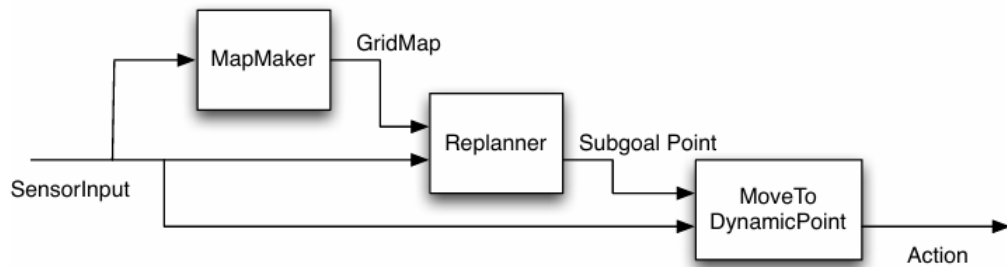 MapMaker
GridMap
Replanner
Subgoal Point
SensorInput
MoveTo
DynamicPoint
Action